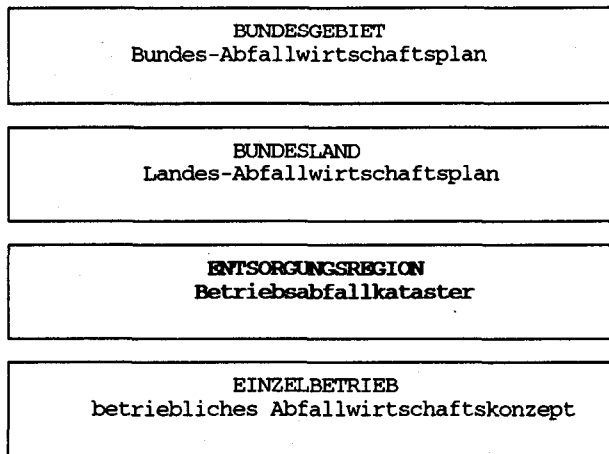 BUNDESGEBIET
Bundes-Abfallwirtschaftsplan
BUNDESLAND
Landes-Abfallwirtschaftsplan
ENTSORGUNGSREGION
Betriebsabfallkataster
EINZELBETRIEB
betriebliches Abfallwirtschaftskonzept